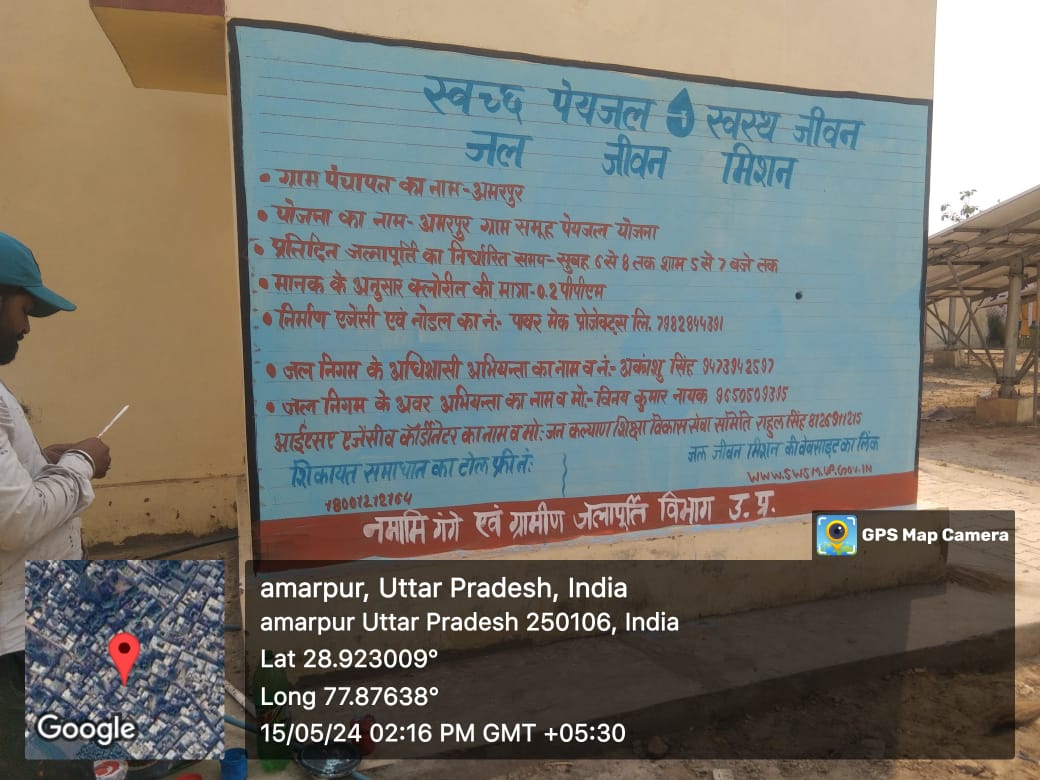 स्वच्छ पेयजल स्वस्थ जीवन
जल जीवन मिशन
• ग्राम पंचायत का नाम-अमरपुर
• योजना का नाम- अमरपुर ग्राम समूह पेयजल योजना
• प्रतिदिन जलापूर्ति का निर्धारित समय-सुबह 6 से 8 तक शाम 5 से 7 बजे तक
• मानक के अनुसार क्लोरीन की मात्रा-0.2 पीपीएम
• निर्माण एजेंसी एवं नोडल का नं:- पावर मेक प्रोजेक्ट्स लि.
• जल निगम के अधिशासी अभियन्ता का नाम व नं:- अकांशु सिंह
• जल निगम के अवर अभियन्ता का नाम व मो:- विनय कुमार नायक
आईएसए एजेंसीव कॉर्डीनेटर का नाम व मो: जन कल्याण शिक्षा विकास सेवा समिति राहुल सिंह 8126911215
शिकायत समाधान का टोल फ्री नं:
18001212164
जल जीवन मिशन की वेबसाइट का लिंक
WWW.SWSM.UP.GOV.IN
नमामि गंगे एवं ग्रामीण जलापूर्ति विभाग उ.प्र.
GPS Map Camera
amarpur, Uttar Pradesh, India
amarpur Uttar Pradesh 250106, India
Lat 28.923009°
Long 77.87638°
15/05/24 02:16 PM GMT +05:30
Google